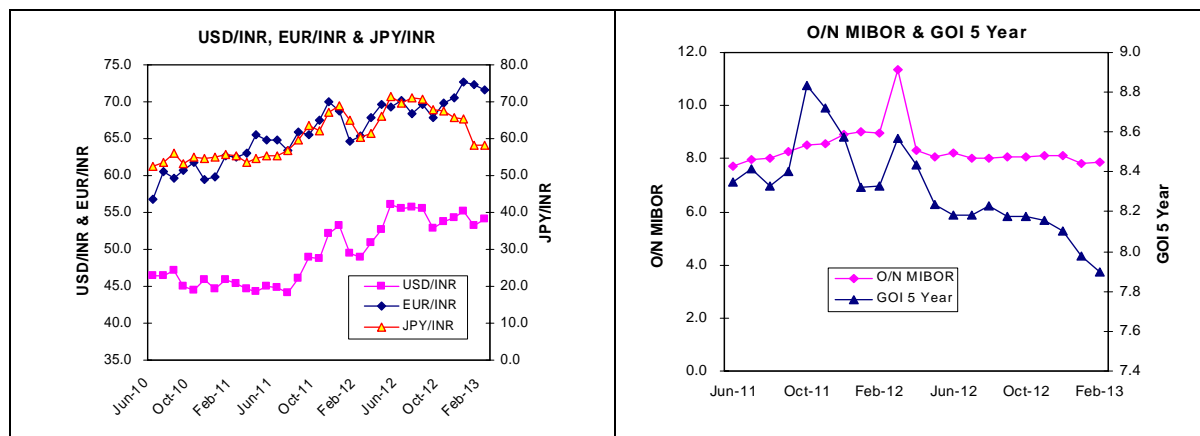 USD/INR, EUR/INR & JPY/INR
75.0
70.0
65.0
60.0
55.0
50.0
45.0
40.0
35.0
USD/INR & EUR/INR
80.0
70.0
60.0
50.0
40.0
30.0
20.0
10.0
0.0
JPY/INR
USD/INR
EUR/INR
JPY/INR
Jun-10
Oct-10
Feb-11
Jun-11
Oct-11
Feb-12
Jun-12
Oct-12
Feb-13
O/N MIBOR & GOI 5 Year
12.0
10.0
8.0
6.0
4.0
2.0
0.0
O/N MIBOR
9.0
8.8
8.6
8.4
8.2
8.0
7.8
7.6
7.4
GOI 5 Year
O/N MIBOR
GOI 5 Year
Jun-11
Oct-11
Feb-12
Jun-12
Oct-12
Feb-13